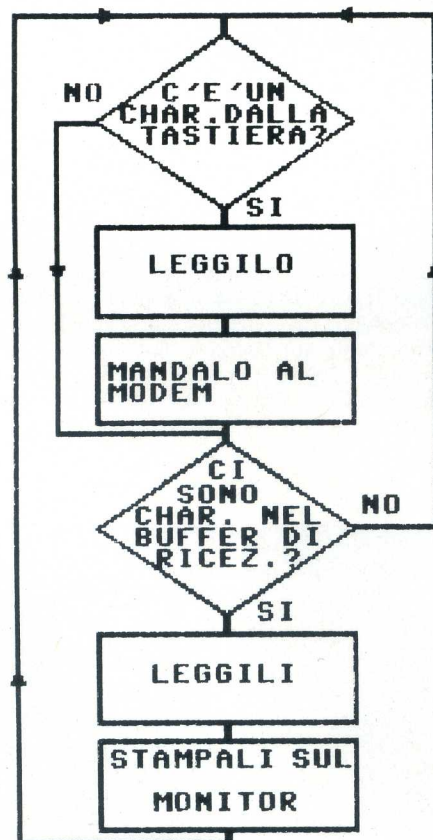 NO
C'E'UN
CHAR.DALLA
TASTIERA?
SI
LEGGILO
MANDALO AL
MODEM
CI
SONO
CHAR. NEL
BUFFER DI
RICEZ.?
NO
SI
LEGGILI
STAMPALI SUL
MONITOR